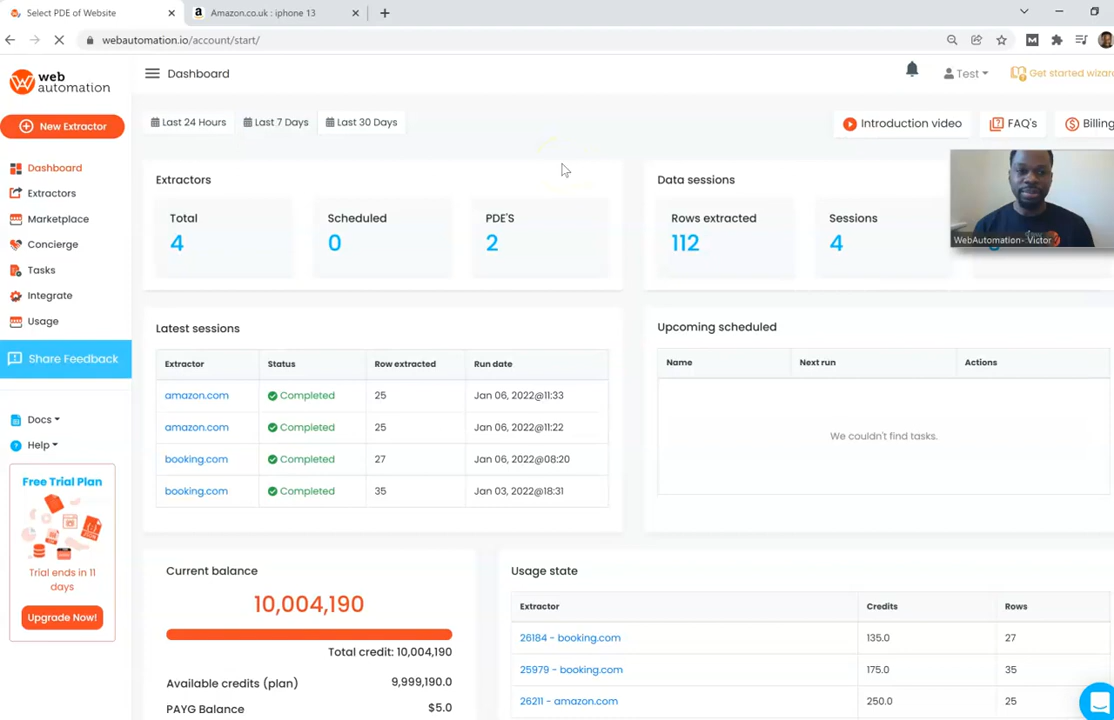 Select PDE of Website
Amazon.co.uk : iphone 13
webautomation.io/account/start/
web
automation
Dashboard
Test
Get started wizar
New Extractor
Last 24 Hours
Last 7 Days
Last 30 Days
Introduction video
FAQ's
Billing
Dashboard
Extractors
Marketplace
Concierge
Tasks
Integrate
Usage
Share Feedback
Docs
Help
Free Trial Plan
Trial ends in 11
days
Upgrade Now!
Extractors
Total
4
Scheduled
0
PDE'S
2
Data sessions
Rows extracted
112
Sessions
4
WebAutomation- Victor
Latest sessions
Extractor Status Row extracted Run date
amazon.com Completed 25 Jan 06, 2022@11:33
amazon.com Completed 25 Jan 06, 2022@11:22
booking.com Completed 27 Jan 06, 2022@08:20
booking.com Completed 35 Jan 03, 2022@18:31
Upcoming scheduled
Name Next run Actions
We couldn't find tasks.
Current balance
10,004,190
Total credit: 10,004,190
Available credits (plan) 9,999,190.0
PAYG Balance $5.0
Usage state
Extractor Credits Rows
26184 - booking.com 135.0 27
25979 - booking.com 175.0 35
26211 - amazon.com 250.0 25